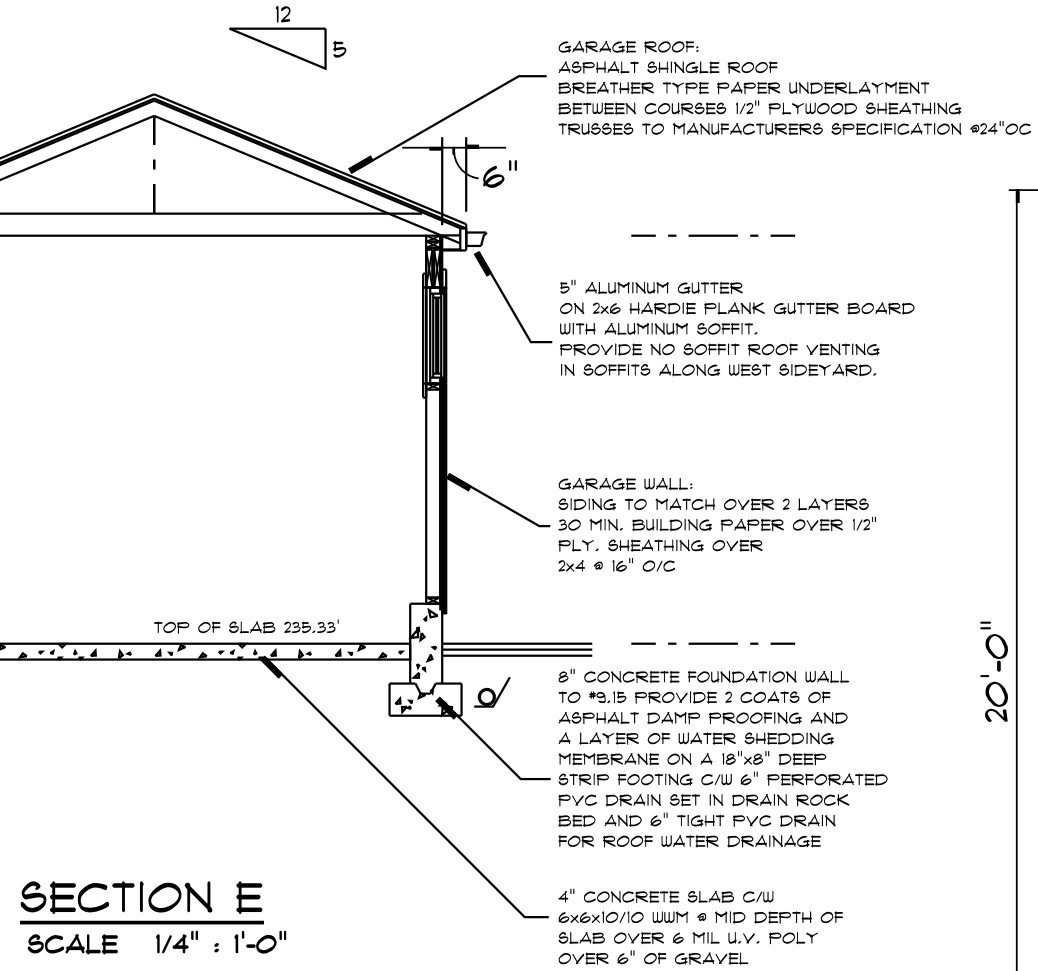 12
5
GARAGE ROOF:
ASPHALT SHINGLE ROOF
BREATHER TYPE PAPER UNDERLAYMENT
BETWEEN COURSES 1/2" PLYWOOD SHEATHING
TRUSSES TO MANUFACTURERS SPECIFICATION @24"OC
6"
5" ALUMINUM GUTTER
ON 2x6 HARDIE PLANK GUTTER BOARD
WITH ALUMINUM SOFFIT.
PROVIDE NO SOFFIT ROOF VENTING
IN SOFFITS ALONG WEST SIDEYARD.
GARAGE WALL:
SIDING TO MATCH OVER 2 LAYERS
30 MIN. BUILDING PAPER OVER 1/2"
PLY. SHEATHING OVER
2x4 @ 16" O/C
TOP OF SLAB 235.33'
20'-0"
8" CONCRETE FOUNDATION WALL
TO #9.15 PROVIDE 2 COATS OF
ASPHALT DAMP PROOFING AND
A LAYER OF WATER SHEDDING
MEMBRANE ON A 18"x8" DEEP
STRIP FOOTING C/W 6" PERFORATED
PVC DRAIN SET IN DRAIN ROCK
BED AND 6" TIGHT PVC DRAIN
FOR ROOF WATER DRAINAGE
4" CONCRETE SLAB C/W
6x6x10/10 WWM @ MID DEPTH OF
SLAB OVER 6 MIL U.V. POLY
OVER 6" OF GRAVEL
SECTION E
SCALE 1/4" : 1'-0"